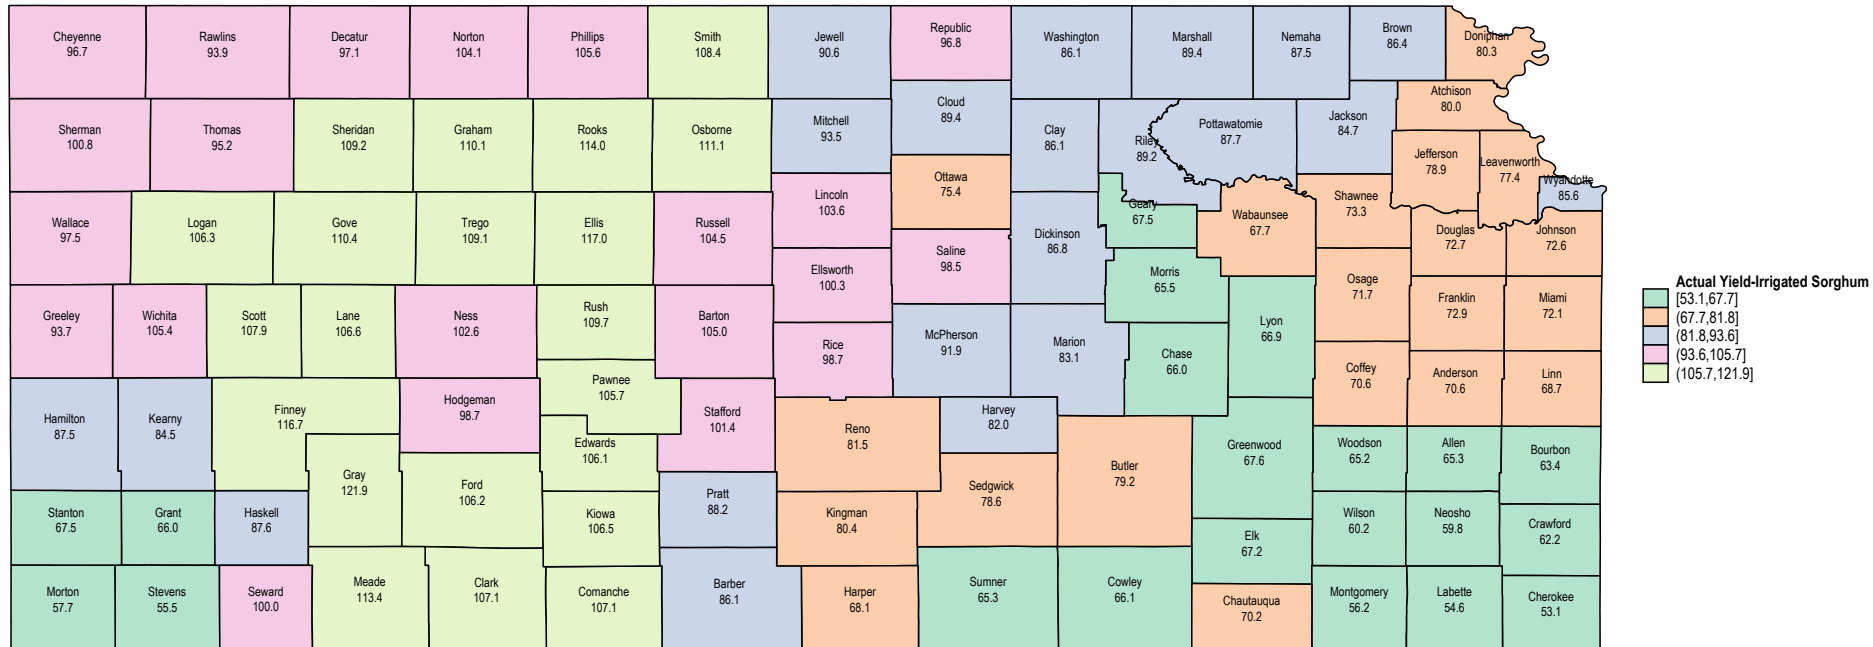 Cheyenne
96.7
Rawlins
93.9
Decatur
97.1
Norton
104.1
Phillips
105.6
Smith
108.4
Jewell
90.6
Republic
96.8
Washington
86.1
Marshall
89.4
Nemaha
87.5
Brown
86.4
Doniphan
80.3
Sherman
100.8
Thomas
95.2
Sheridan
109.2
Graham
110.1
Rooks
114.0
Osborne
111.1
Mitchell
93.5
Cloud
89.4
Clay
86.1
Riley
89.2
Pottawatomie
87.7
Jackson
84.7
Atchison
80.0
Jefferson
78.9
Leavenworth
77.4
Wyandotte
85.6
Ottawa
75.4
Wallace
97.5
Logan
106.3
Gove
110.4
Trego
109.1
Ellis
117.0
Russell
104.5
Lincoln
103.6
Saline
98.5
Dickinson
86.8
Geary
67.5
Wabaunsee
67.7
Shawnee
73.3
Douglas
72.7
Johnson
72.6
Ellsworth
100.3
Morris
65.5
Osage
71.7
Franklin
72.9
Miami
72.1
Greeley
93.7
Wichita
105.4
Scott
107.9
Lane
106.6
Ness
102.6
Rush
109.7
Barton
105.0
Rice
98.7
McPherson
91.9
Marion
83.1
Chase
66.0
Lyon
66.9
Coffey
70.6
Anderson
70.6
Linn
68.7
Hamilton
87.5
Kearny
84.5
Finney
116.7
Hodgeman
98.7
Pawnee
105.7
Stafford
101.4
Edwards
106.1
Reno
81.5
Harvey
82.0
Butler
79.2
Greenwood
67.6
Woodson
65.2
Allen
65.3
Bourbon
63.4
Gray
121.9
Ford
106.2
Sedgwick
78.6
Stanton
67.5
Grant
66.0
Haskell
87.6
Kiowa
106.5
Pratt
88.2
Kingman
80.4
Elk
67.2
Wilson
60.2
Neosho
59.8
Crawford
62.2
Morton
57.7
Stevens
55.5
Seward
100.0
Meade
113.4
Clark
107.1
Comanche
107.1
Barber
86.1
Harper
68.1
Sumner
65.3
Cowley
66.1
Chautauqua
70.2
Montgomery
56.2
Labette
54.6
Cherokee
53.1
Actual Yield-Irrigated Sorghum
[53.1,67.7]
(67.7,81.8]
(81.8,93.6]
(93.6,105.7]
(105.7,121.9]